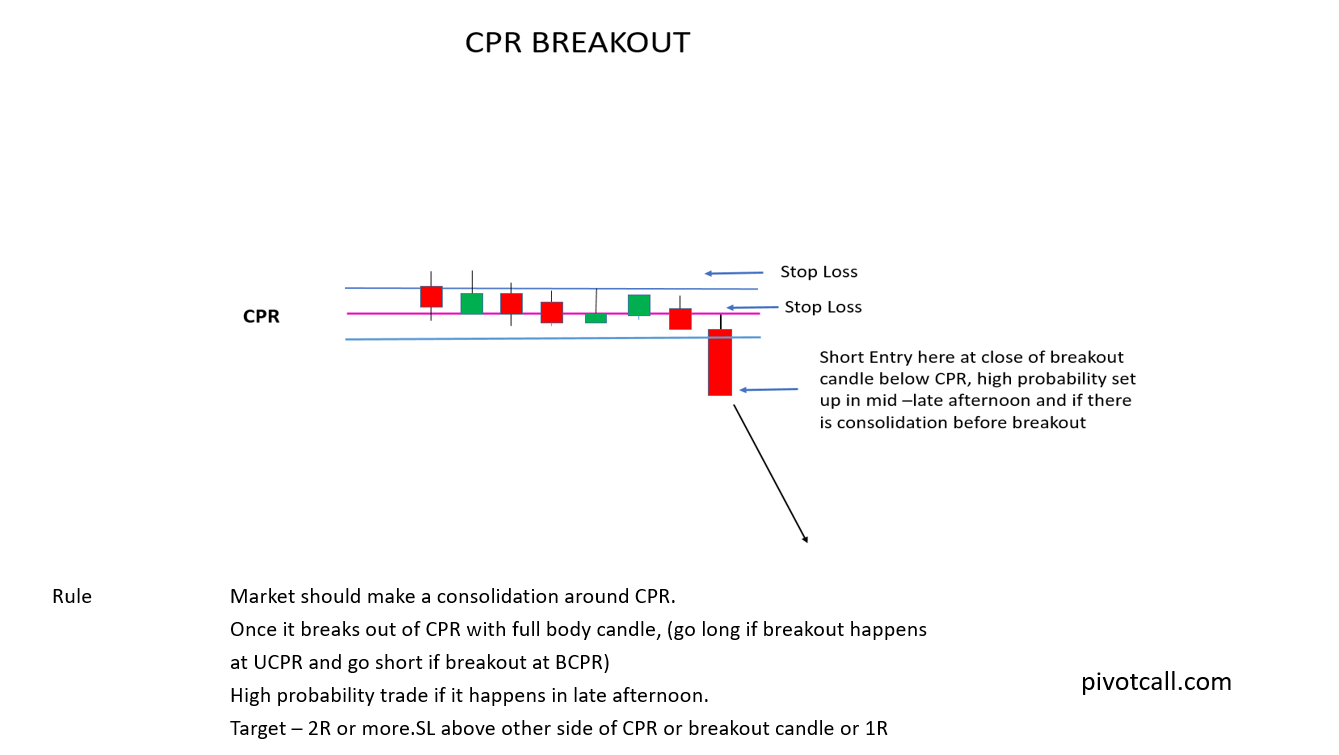 CPR BREAKOUT
Stop Loss
CPR
Stop Loss
Short Entry here at close of breakout
candle below CPR, high probability set
up in mid –late afternoon and if there
is consolidation before breakout
Rule
Market should make a consolidation around CPR.
Once it breaks out of CPR with full body candle, (go long if breakout happens
at UCPR and go short if breakout at BCPR)
High probability trade if it happens in late afternoon.
Target – 2R or more.SL above other side of CPR or breakout candle or 1R
pivotcall.com